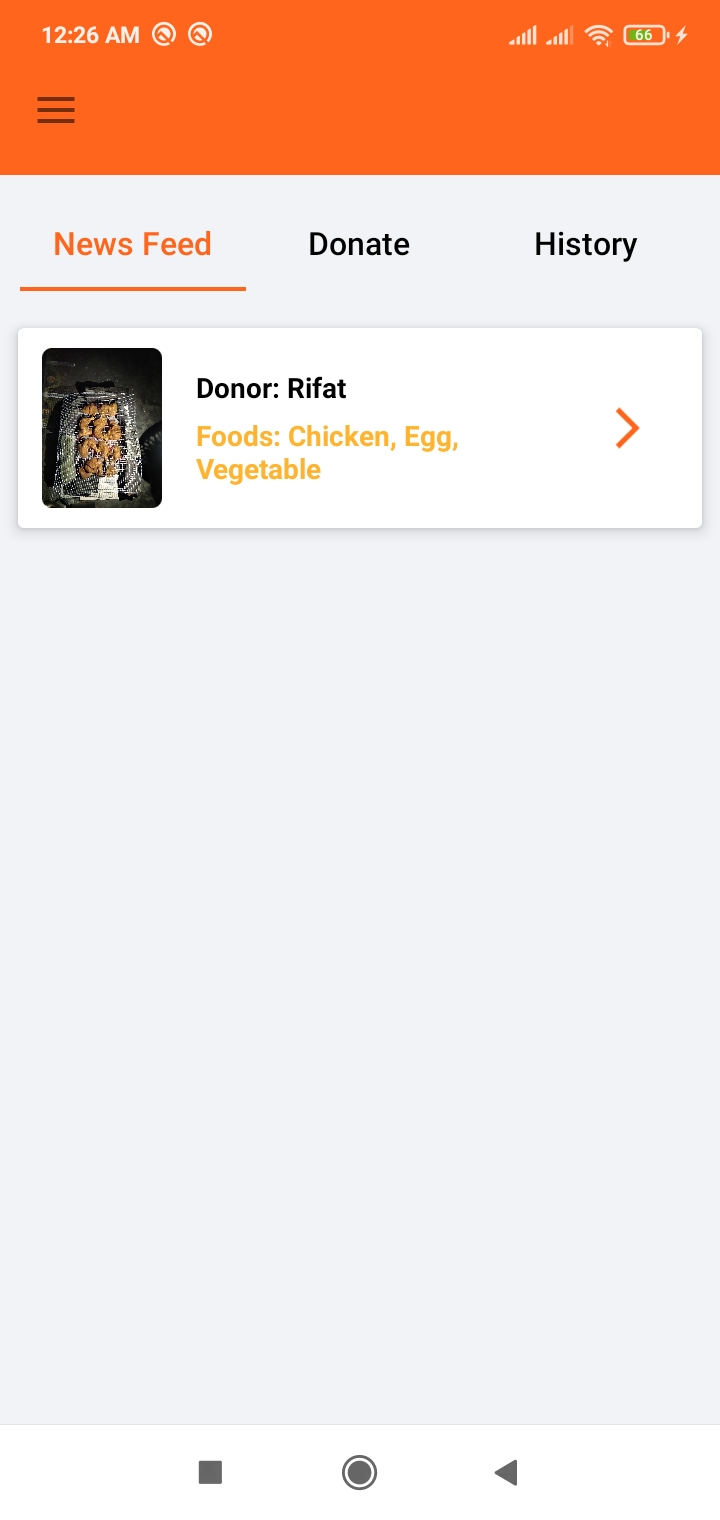 12:26 AM 66
News Feed Donate History
Donor: Rifat
Foods: Chicken, Egg,
Vegetable